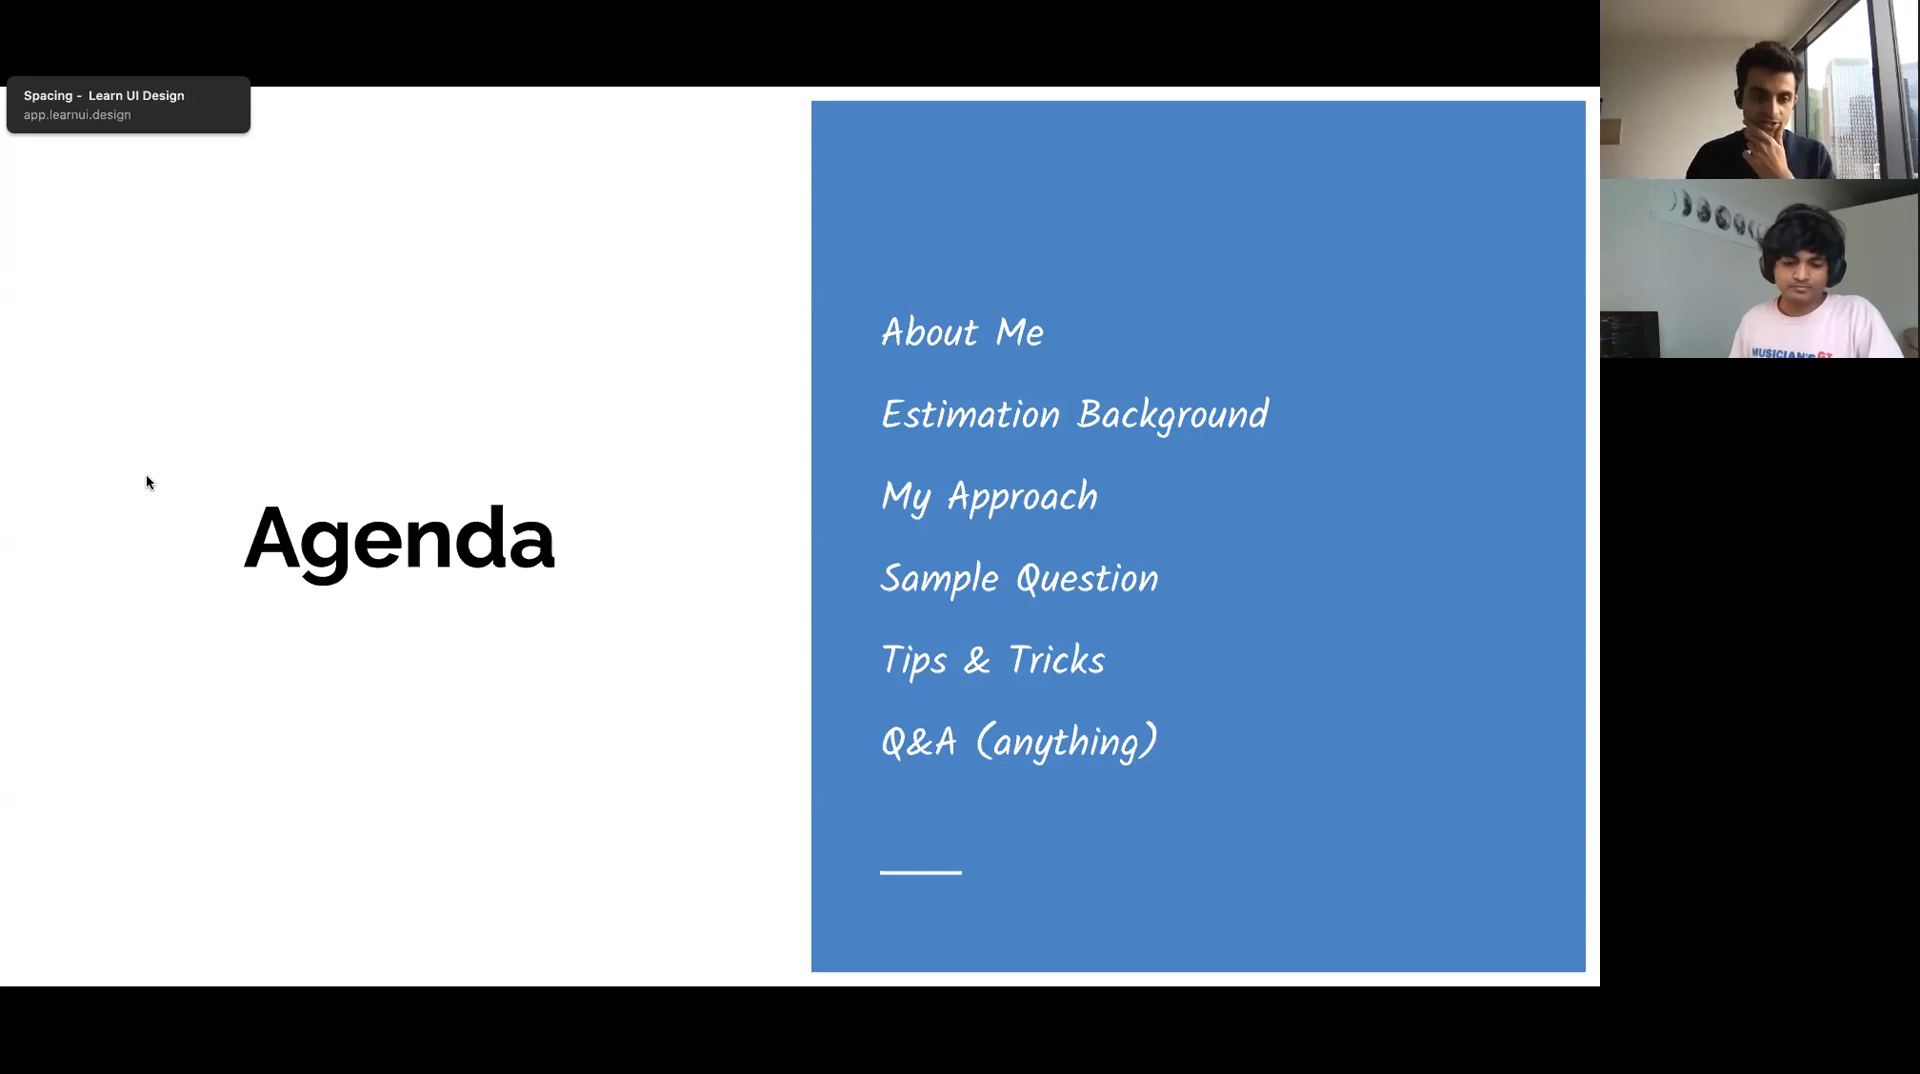 Spacing - Learn UI Design
app.learnui.design
Agenda
About Me
Estimation Background
My Approach
Sample Question
Tips & Tricks
Q&A (anything)
MUSICIAN'S